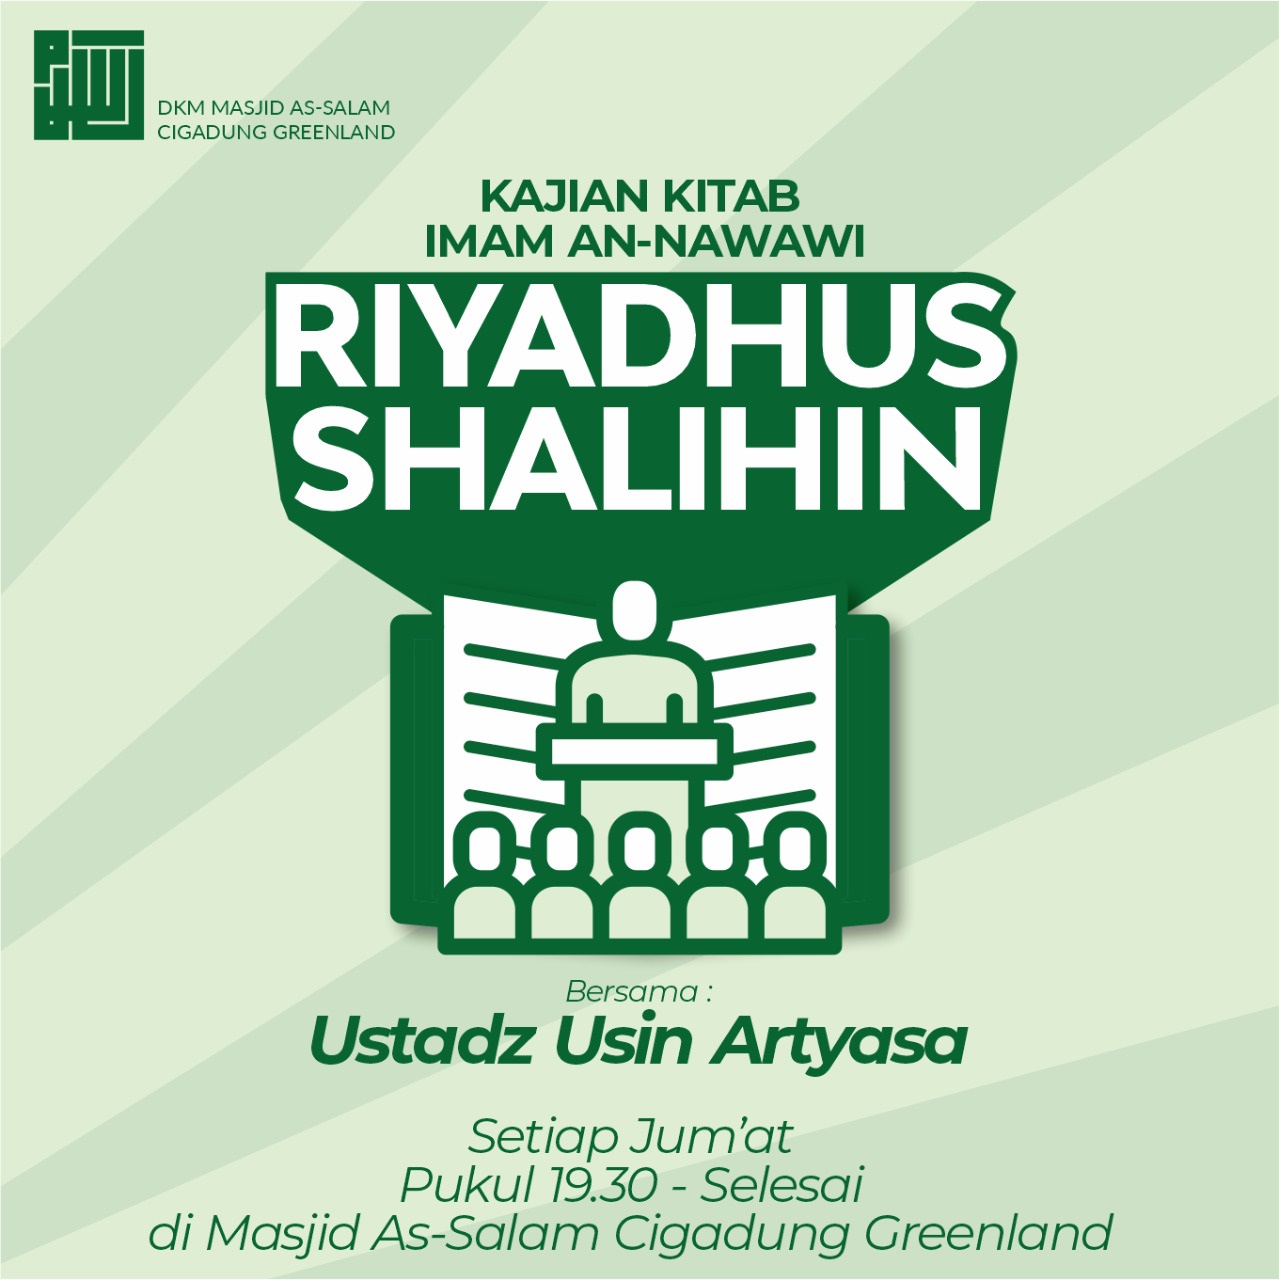 DKM MASJID AS-SALAM
CIGADUNG GREENLAND
KAJIAN KITAB
IMAM AN-NAWAWI
RIYADHUS
SHALIHIN
Bersama :
Ustadz Usin Artyasa
Setiap Jum'at
Pukul 19.30 - Selesai
di Masjid As-Salam Cigadung Greenland